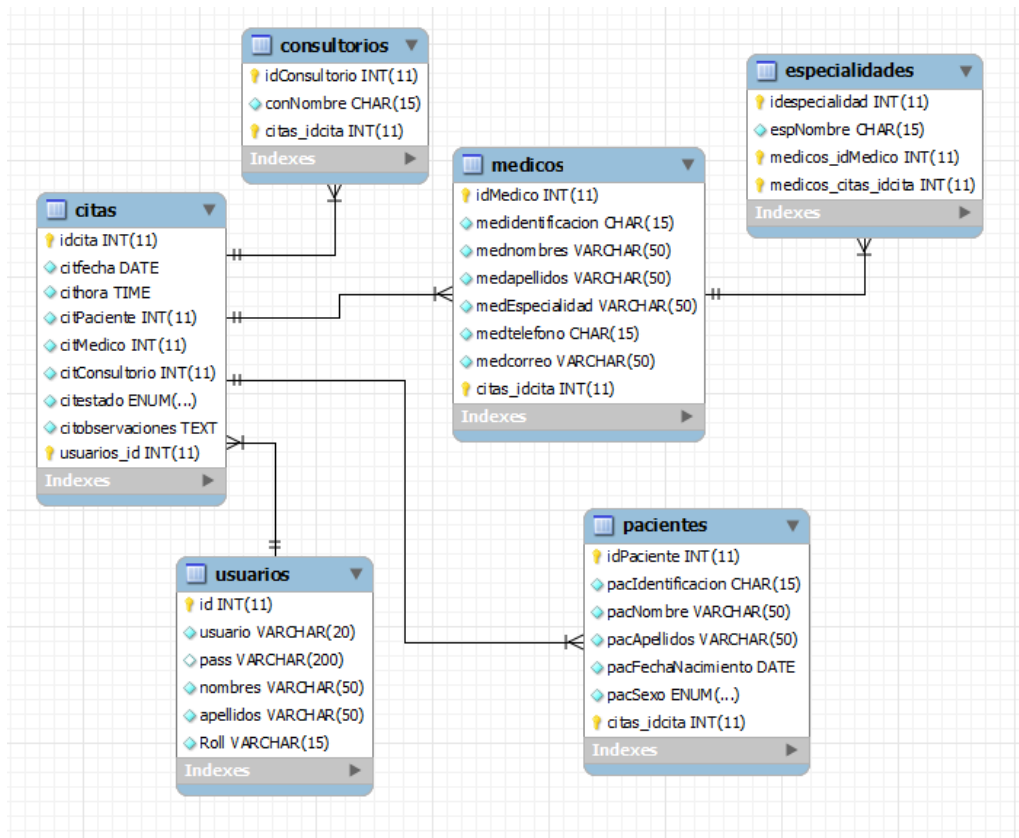 consultorios
idConsultorio INT(11)
conNombre CHAR(15)
citas_idcita INT(11)
Indexes
especialidades
idespecialidad INT(11)
espNombre CHAR(15)
medicos_idMedico INT(11)
medicos_citas_idcita INT(11)
Indexes
medicos
idMedico INT(11)
medidentificacion CHAR(15)
mednombres VARCHAR(50)
medapellidos VARCHAR(50)
medEspecialidad VARCHAR(50)
medtelefono CHAR(15)
medcorreo VARCHAR(50)
citas_idcita INT(11)
Indexes
citas
idcita INT(11)
citfecha DATE
cithora TIME
citPaciente INT(11)
citMedico INT(11)
citConsultorio INT(11)
citestado ENUM(...)
citobservaciones TEXT
usuarios_id INT(11)
Indexes
pacientes
idPaciente INT(11)
pacIdentificacion CHAR(15)
pacNombre VARCHAR(50)
pacApellidos VARCHAR(50)
pacFechaNacimiento DATE
pacSexo ENUM(...)
citas_idcita INT(11)
Indexes
usuarios
id INT(11)
usuario VARCHAR(20)
pass VARCHAR(200)
nombres VARCHAR(50)
apellidos VARCHAR(50)
Roll VARCHAR(15)
Indexes